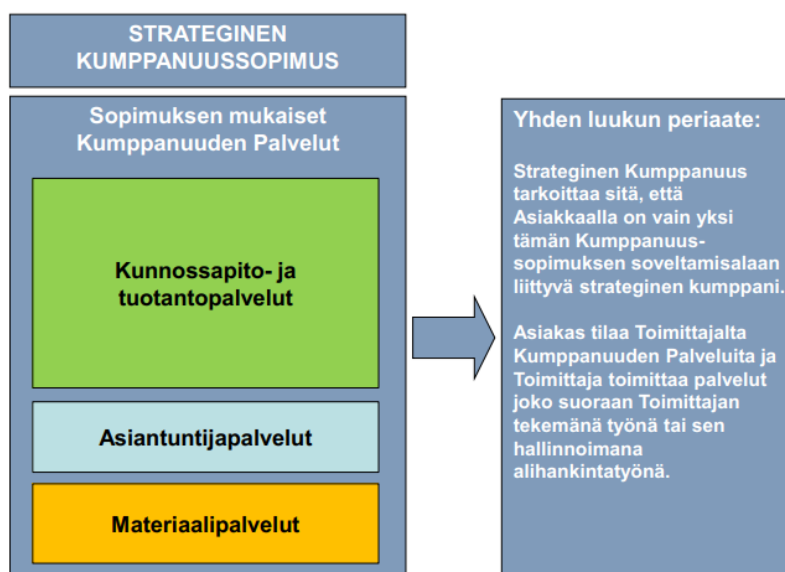 STRATEGINEN
KUMPPANUUSSOPIMUS
Sopimuksen mukaiset
Kumppanuuden Palvelut
Kunnossapito- ja
tuotantopalvelut
Asiantuntijapalvelut
Materiaalipalvelut
Yhden luukun periaate:
Strateginen Kumppanuus
tarkoittaa sitä, että
Asiakkaalla on vain yksi
tämän Kumppanuus-
sopimuksen soveltamisalaan
liittyvä strateginen kumppani.
Asiakas tilaa Toimittajalta
Kumppanuuden Palveluita ja
Toimittaja toimittaa palvelut
joko suoraan Toimittajan
tekemänä työnä tai sen
hallinnoimana
alihankintatyönä.